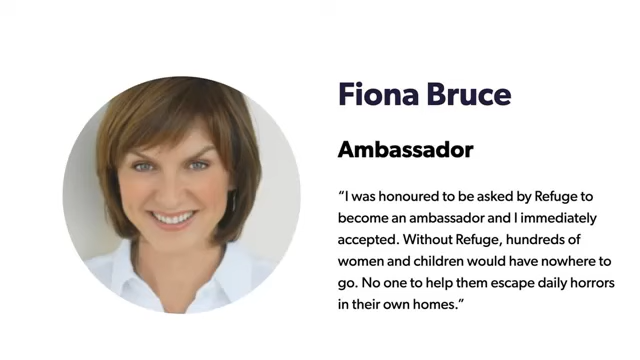 Fiona Bruce
Ambassador
“I was honoured to be asked by Refuge to
become an ambassador and I immediately
accepted. Without Refuge, hundreds of
women and children would have nowhere to
go. No one to help them escape daily horrors
in their own homes.”